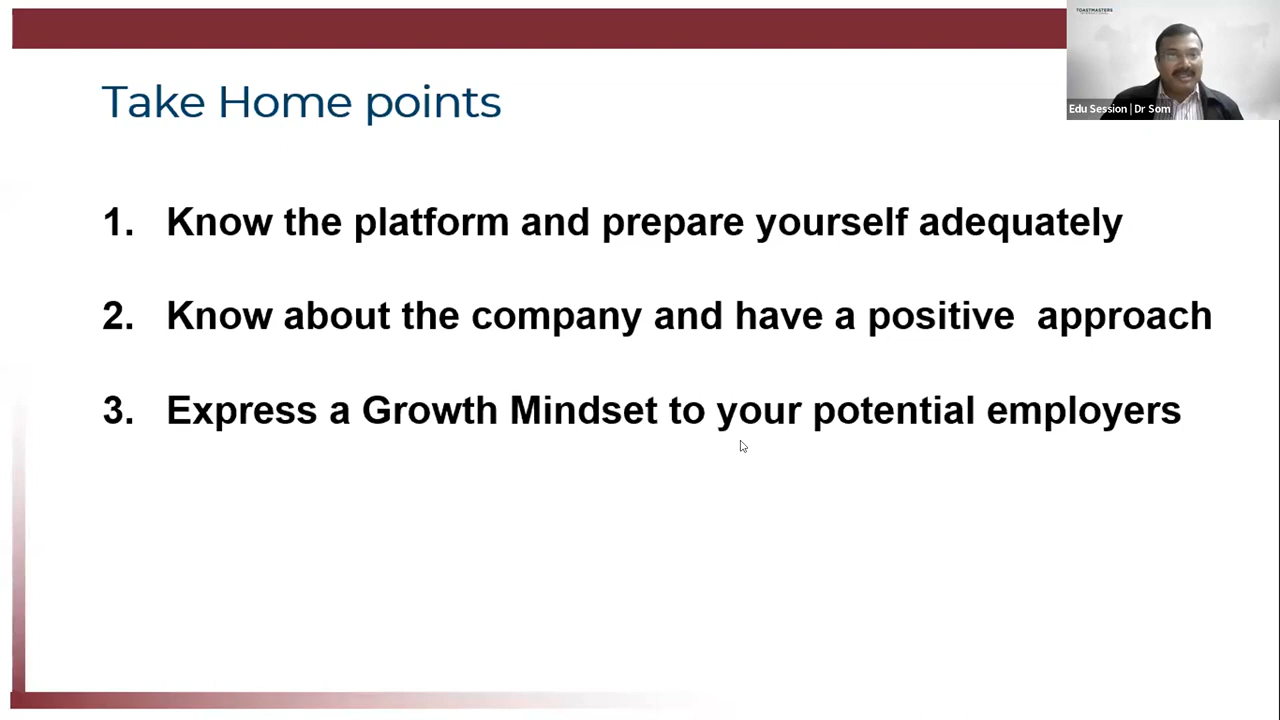 TOASTMASTERS
Edu Session | Dr Som
Take Home points
1. Know the platform and prepare yourself adequately
2. Know about the company and have a positive  approach
3. Express a Growth Mindset to your potential employers